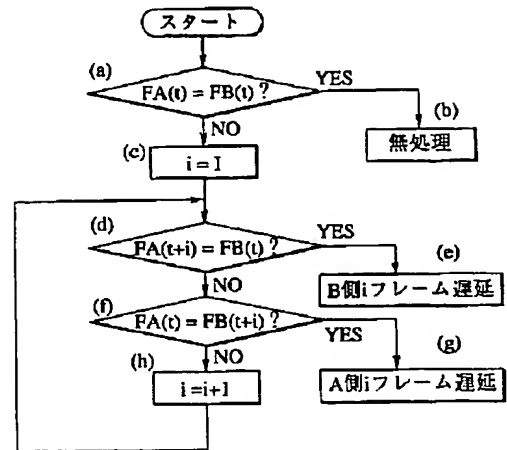 スタート
(a)
FA(t) = FB(t) ?
YES
(b)
無処理
NO
(c)
i = 1
(d)
FA(t+i) = FB(t) ?
YES
(e)
B側iフレーム遅延
NO
(f)
FA(t) = FB(t+i) ?
YES
(g)
A側iフレーム遅延
NO
(h)
i =i+1